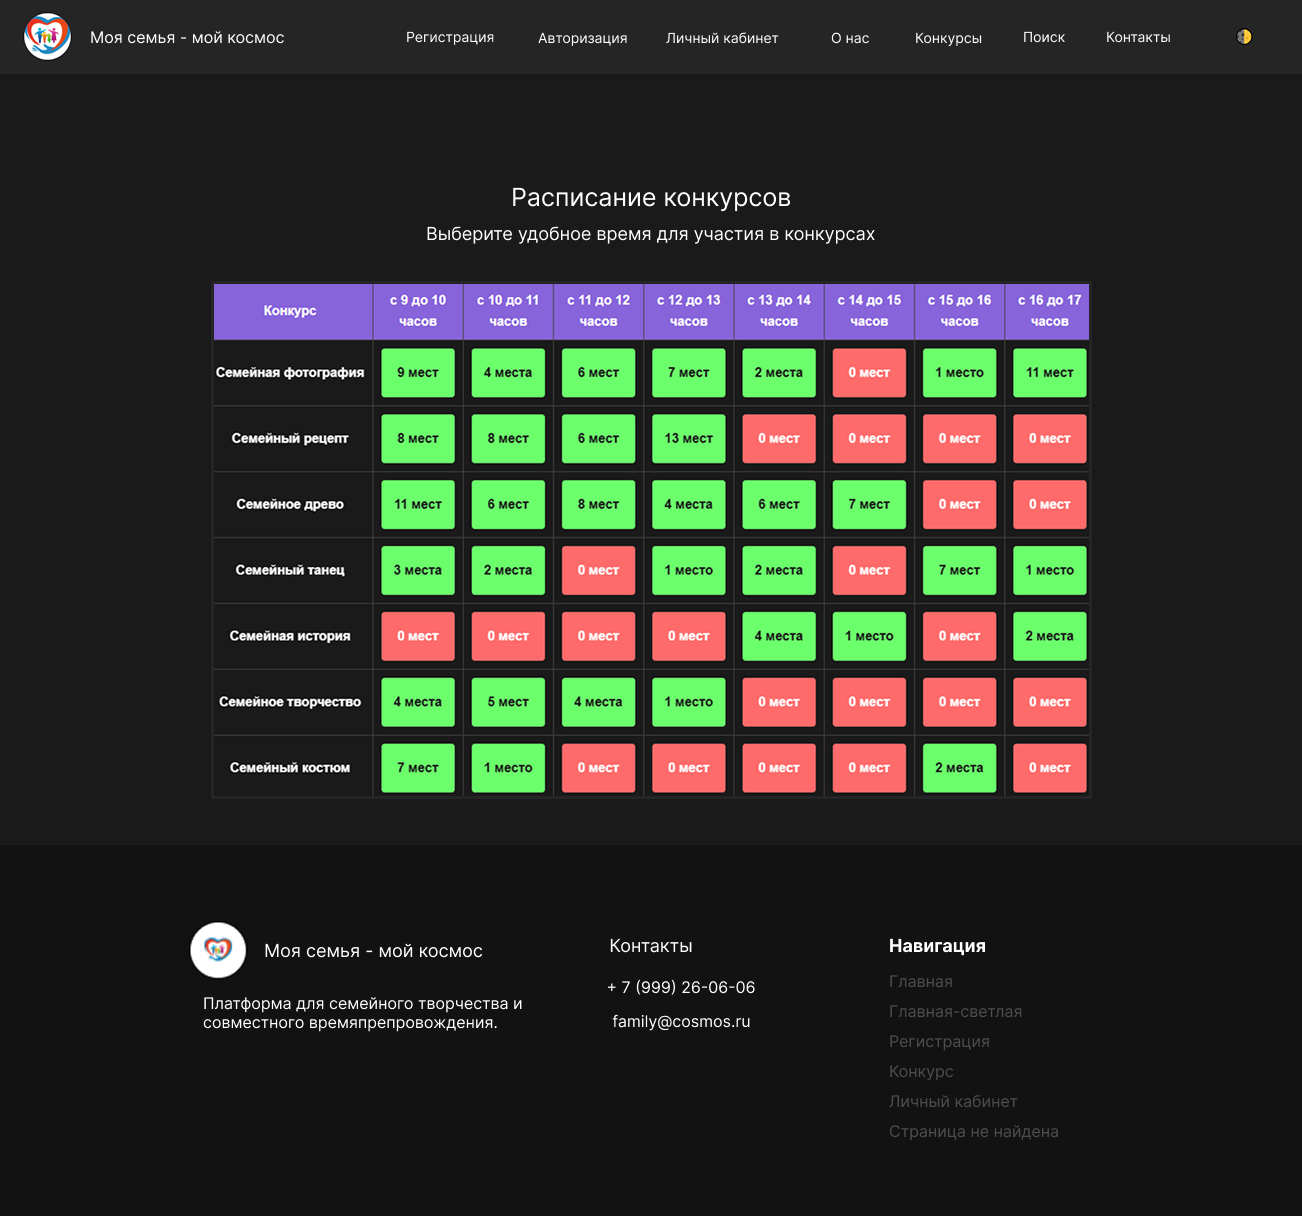 Моя семья - мой космос
Регистрация
Авторизация
Личный кабинет
О нас
Конкурсы
Поиск
Контакты
Расписание конкурсов
Выберите удобное время для участия в конкурсах
Конкурс
с 9 до 10 часов
с 10 до 11 часов
с 11 до 12 часов
с 12 до 13 часов
с 13 до 14 часов
с 14 до 15 часов
с 15 до 16 часов
с 16 до 17 часов
Семейная фотография 9 мест 4 места 6 мест 7 мест 2 места 0 мест 1 место 11 мест
Семейный рецепт 8 мест 8 мест 6 мест 13 мест 0 мест 0 мест 0 мест 0 мест
Семейное древо 11 мест 6 мест 8 мест 4 места 6 мест 7 мест 0 мест 0 мест
Семейный танец 3 места 2 места 0 мест 1 место 2 места 0 мест 7 мест 1 место
Семейная история 0 мест 0 мест 0 мест 0 мест 4 места 1 место 0 мест 2 места
Семейное творчество 4 места 5 мест 4 места 1 место 0 мест 0 мест 0 мест 0 мест
Семейный костюм 7 мест 1 место 0 мест 0 мест 0 мест 0 мест 2 места 0 мест
Моя семья - мой космос
Платформа для семейного творчества и
совместного времяпрепровождения.
Контакты
+ 7 (999) 26-06-06
family@cosmos.ru
Навигация
Главная
Главная-светлая
Регистрация
Конкурс
Личный кабинет
Страница не найдена